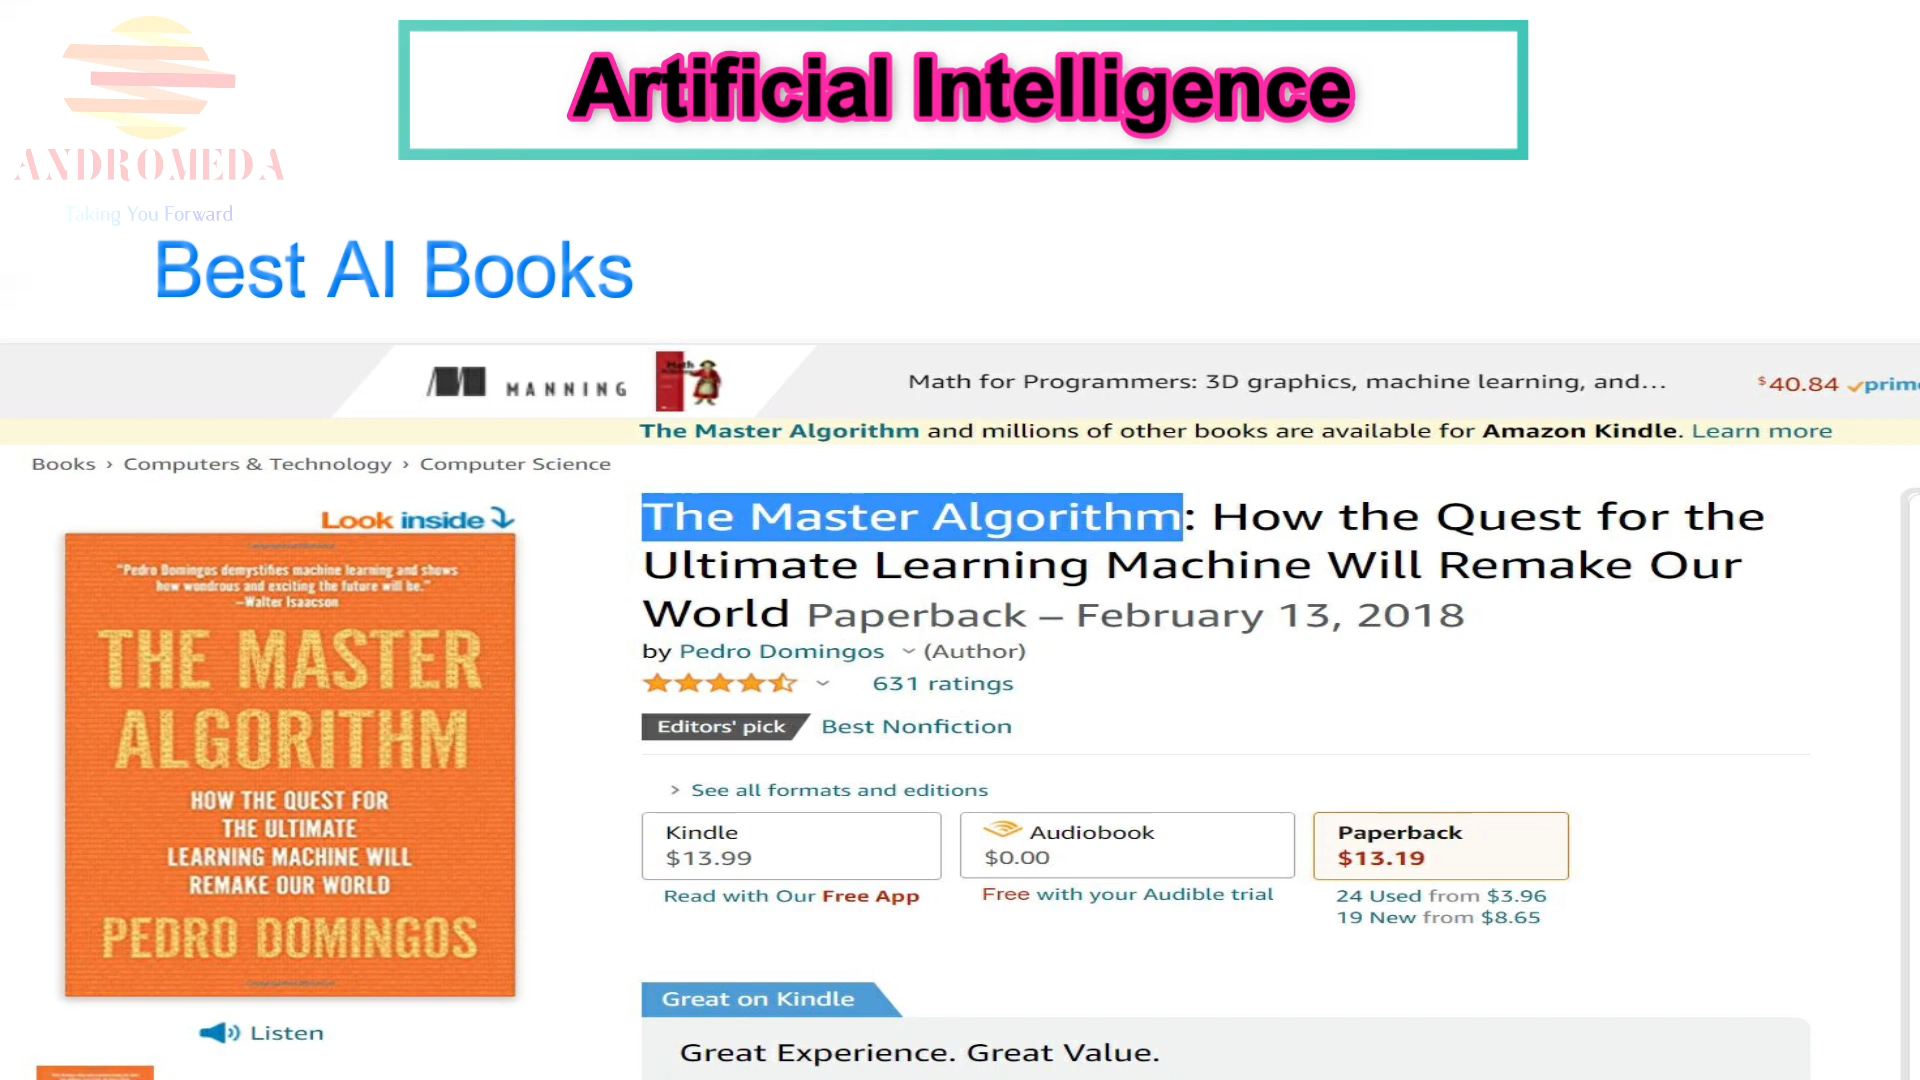 Artificial Intelligence
ANDROMEDA
Taking You Forward
Best AI Books
MANNING
Math for Programmers: 3D graphics, machine learning, and...
$40.84
The Master Algorithm and millions of other books are available for Amazon Kindle. Learn more
Books › Computers & Technology › Computer Science
Look inside
"Pedro Domingos demystifies machine learning and shows
how wondrous and exciting the future will be."
—Walter Isaacson
THE MASTER
ALGORITHM
HOW THE QUEST FOR
THE ULTIMATE
LEARNING MACHINE WILL
REMAKE OUR WORLD
PEDRO DOMINGOS
Listen
The Master Algorithm: How the Quest for the
Ultimate Learning Machine Will Remake Our
World Paperback – February 13, 2018
by Pedro Domingos (Author)
631 ratings
Editors' pick Best Nonfiction
› See all formats and editions
Kindle
$13.99
Read with Our Free App
Audiobook
$0.00
Free with your Audible trial
Paperback
$13.19
24 Used from $3.96
19 New from $8.65
Great on Kindle
Great Experience. Great Value.